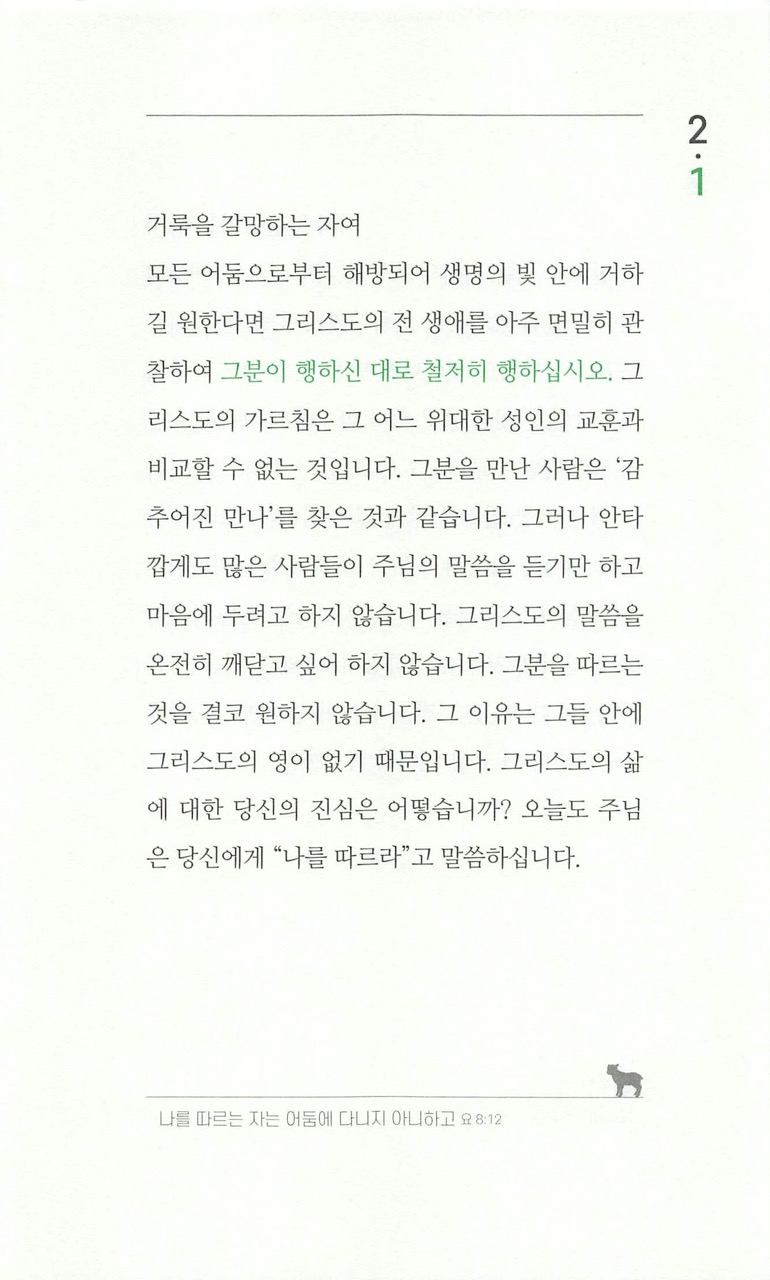 2
·
1
거룩을 갈망하는 자여
모든 어둠으로부터 해방되어 생명의 빛 안에 거하
길 원한다면 그리스도의 전 생애를 아주 면밀히 관
찰하여 그분이 행하신 대로 철저히 행하십시오. 그
리스도의 가르침은 그 어느 위대한 성인의 교훈과
비교할 수 없는 것입니다. 그분을 만난 사람은 ‘감
추어진 만나’를 찾은 것과 같습니다. 그러나 안타
깝게도 많은 사람들이 주님의 말씀을 듣기만 하고
마음에 두려고 하지 않습니다. 그리스도의 말씀을
온전히 깨닫고 싶어 하지 않습니다. 그분을 따르는
것을 결코 원하지 않습니다. 그 이유는 그들 안에
그리스도의 영이 없기 때문입니다. 그리스도의 삶
에 대한 당신의 진심은 어떻습니까? 오늘도 주님
은 당신에게 “나를 따르라”고 말씀하십니다.
나를 따르는 자는 어둠에 다니지 아니하고 요 8:12